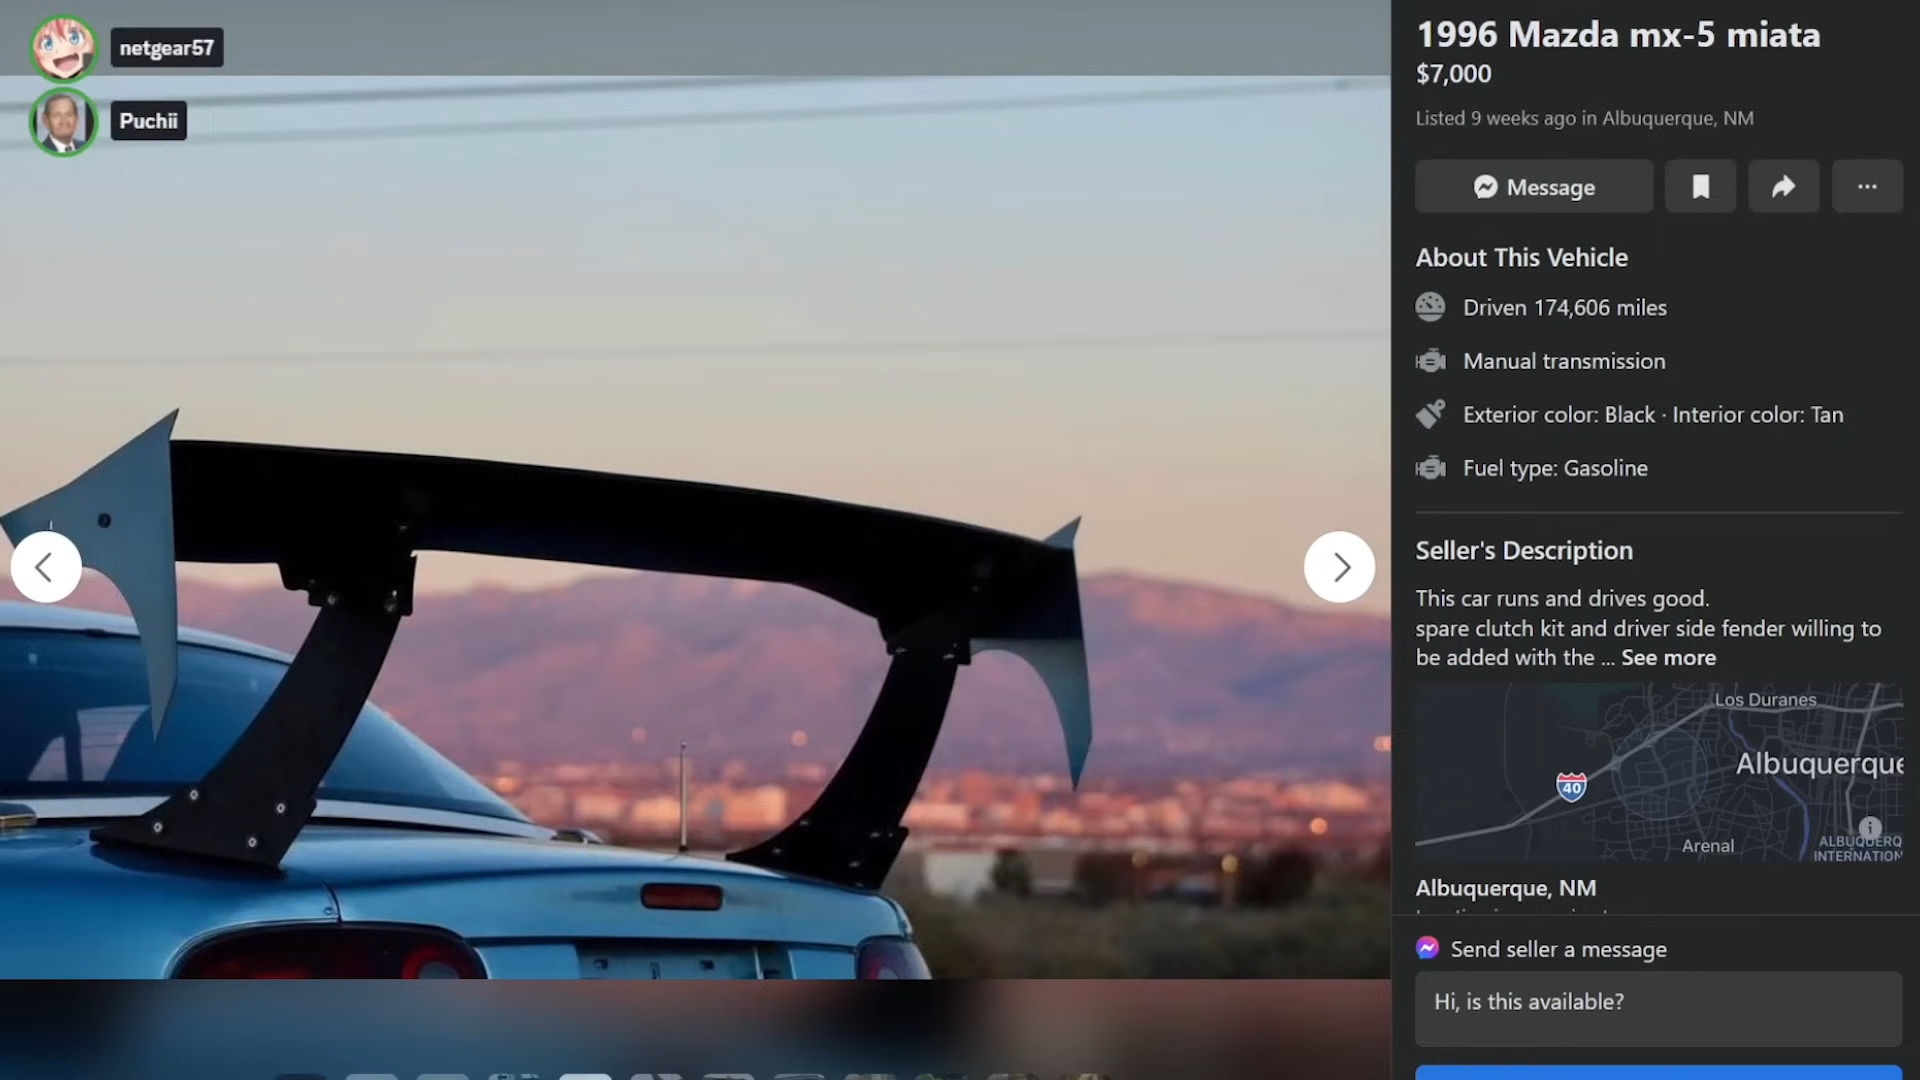 netgear57
Puchii
1996 Mazda mx-5 miata
$7,000
Listed 9 weeks ago in Albuquerque, NM
Message
About This Vehicle
Driven 174,606 miles
Manual transmission
Exterior color: Black · Interior color: Tan
Fuel type: Gasoline
Seller's Description
This car runs and drives good.
spare clutch kit and driver side fender willing to
be added with the ... See more
Los Duranes
Albuquerque
40
Arenal
ALBUQUERQ
INTERNATION
Albuquerque, NM
Send seller a message
Hi, is this available?